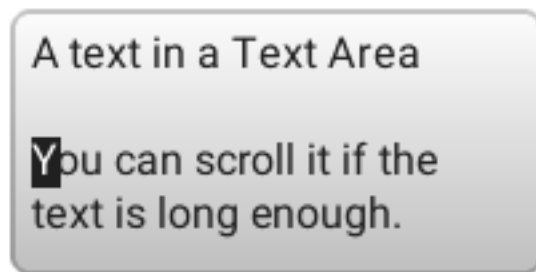 A text in a Text Area

You can scroll it if the
text is long enough.